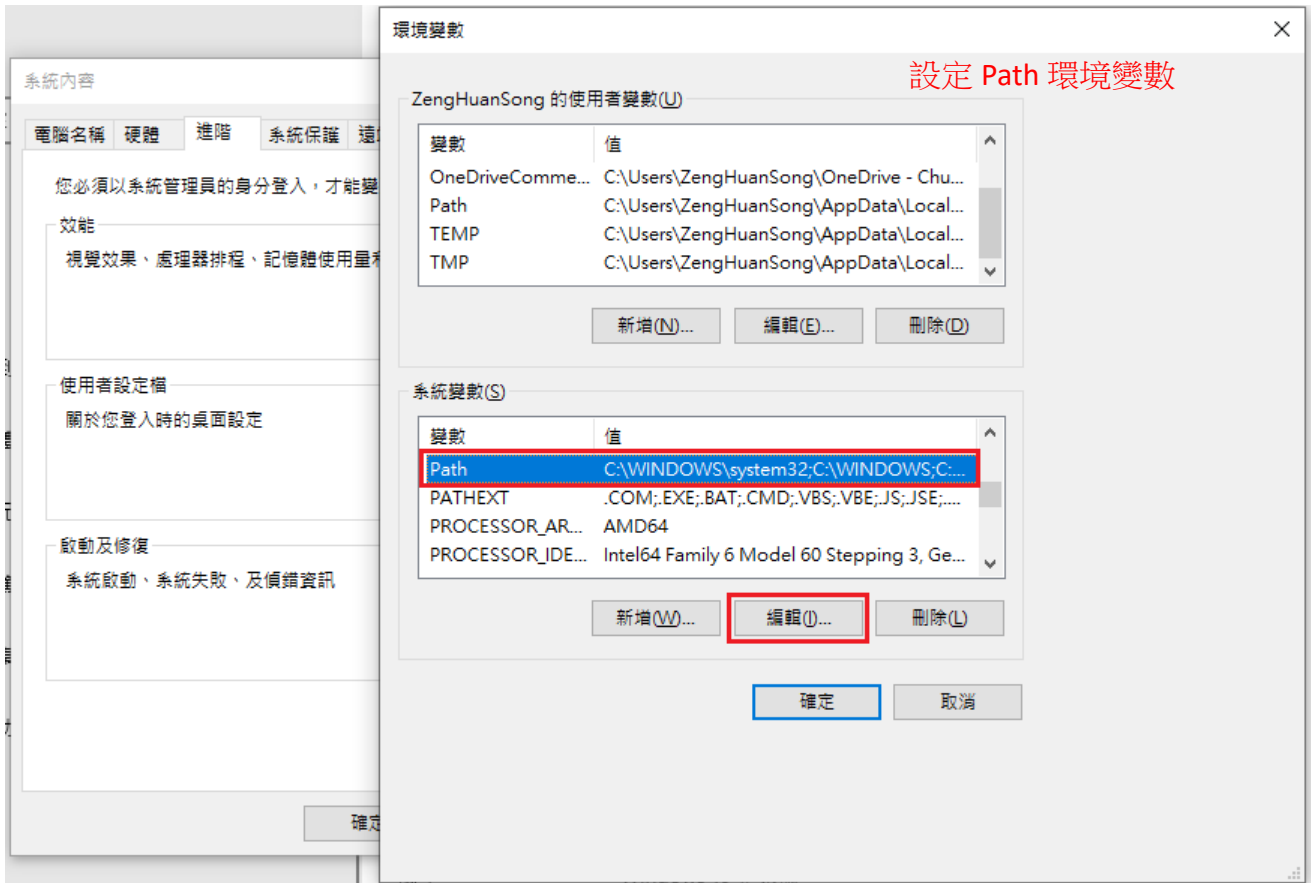 環境變數
設定 Path 環境變數
系統內容
電腦名稱 硬體 進階 系統保護
您必須以系統管理員的身分登入，才能變
效能
視覺效果、處理器排程、記憶體使用量
使用者設定檔
關於您登入時的桌面設定
啟動及修復
系統啟動、系統失敗、及偵錯資訊
確定
ZengHuanSong 的使用者變數(U)
變數 值
OneDriveComme... C:\Users\ZengHuanSong\OneDrive - Chu...
Path C:\Users\ZengHuanSong\AppData\Local...
TEMP C:\Users\ZengHuanSong\AppData\Local...
TMP C:\Users\ZengHuanSong\AppData\Local...
新增(N)... 編輯(E)... 刪除(D)
系統變數(S)
變數 值
Path C:\WINDOWS\system32;C:\WINDOWS;C:...
PATHEXT .COM;.EXE;.BAT;.CMD;.VBS;.VBE;.JS;.JSE;....
PROCESSOR_AR... AMD64
PROCESSOR_IDE... Intel64 Family 6 Model 60 Stepping 3, Ge...
新增(W)... 編輯(I)... 刪除(L)
確定 取消